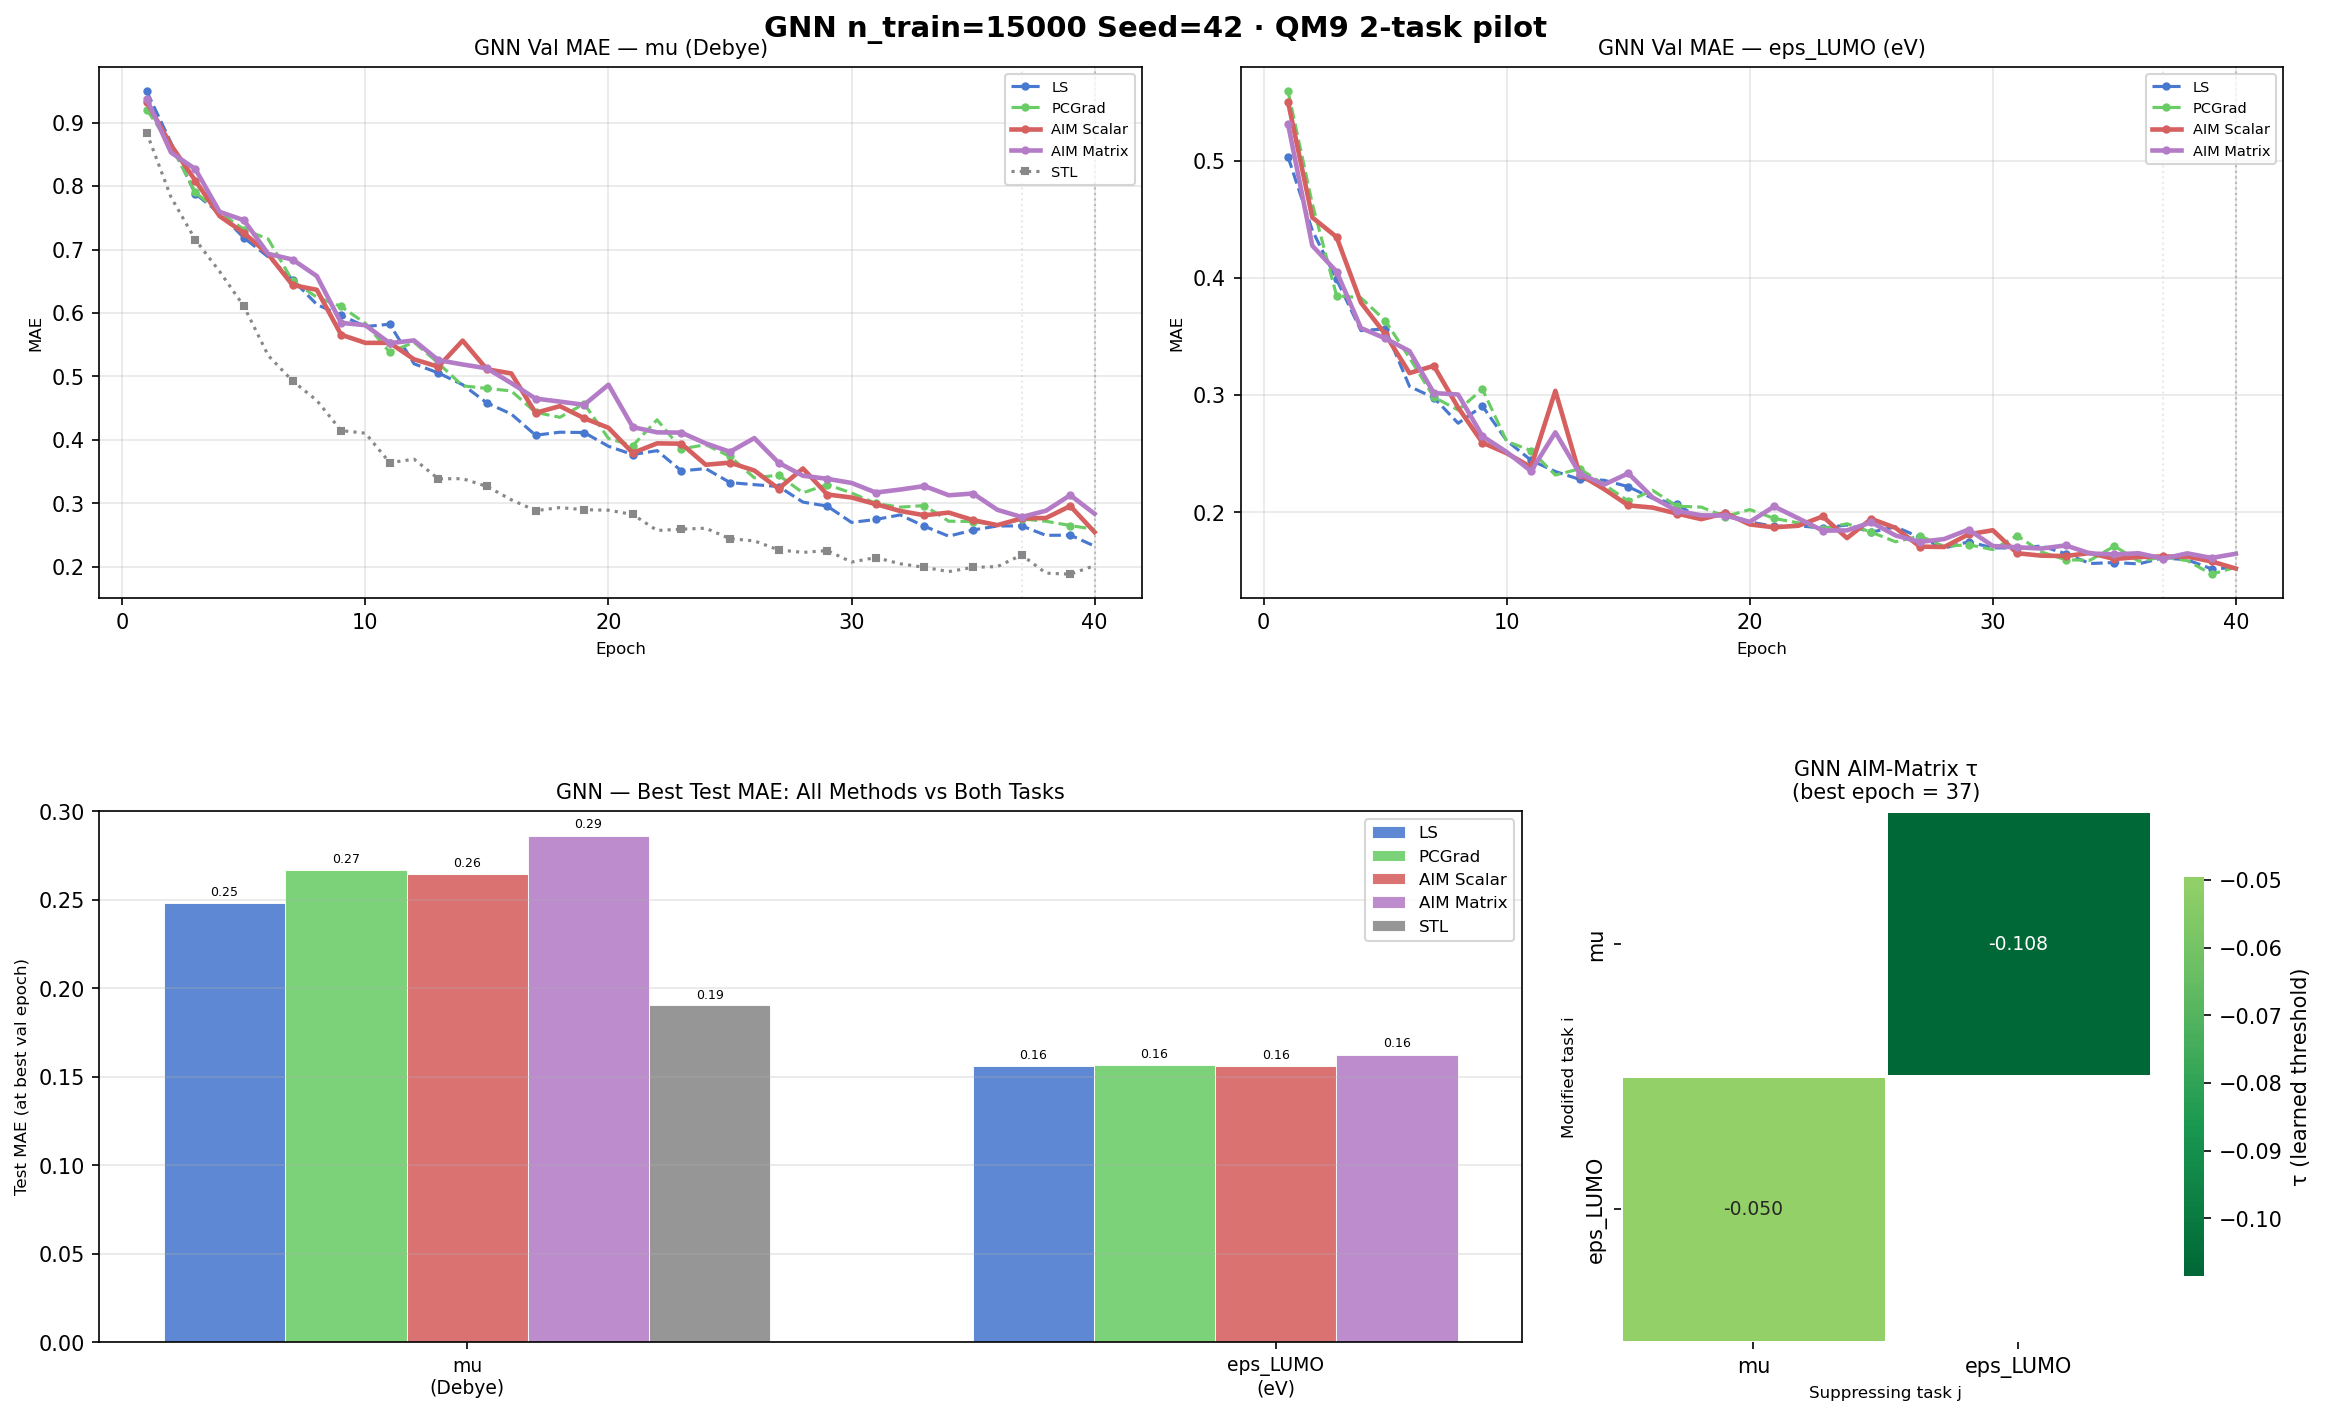 GNN n_train=15000 Seed=42 · QM9 2-task pilot
GNN Val MAE — mu (Debye)
MAE
0.9
0.8
0.7
0.6
0.5
0.4
0.3
0.2
0
10
20
30
40
Epoch
LS
PCGrad
AIM Scalar
AIM Matrix
STL
GNN Val MAE — eps_LUMO (eV)
MAE
0.5
0.4
0.3
0.2
0
10
20
30
40
Epoch
LS
PCGrad
AIM Scalar
AIM Matrix
GNN — Best Test MAE: All Methods vs Both Tasks
Test MAE (at best val epoch)
0.30
0.25
0.20
0.15
0.10
0.05
0.00
0.25
0.27
0.26
0.29
0.19
0.16
0.16
0.16
0.16
mu
(Debye)
eps_LUMO
(eV)
LS
PCGrad
AIM Scalar
AIM Matrix
STL
GNN AIM-Matrix τ
(best epoch = 37)
Modified task i
mu
eps_LUMO
-0.108
-0.050
mu
eps_LUMO
Suppressing task j
−0.05
−0.06
−0.07
−0.08
−0.09
−0.10
τ (learned threshold)